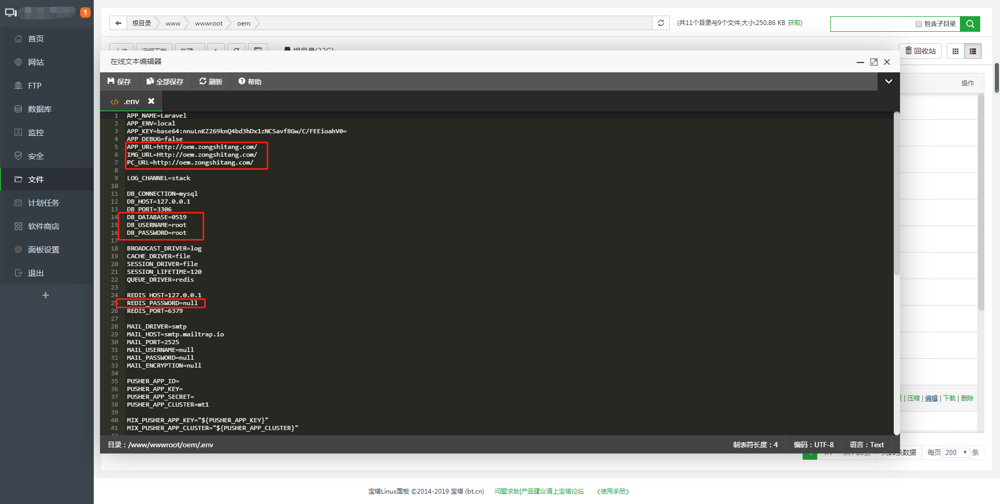 1
首页
网站
FTP
数据库
监控
安全
文件
计划任务
软件商店
面板设置
退出
+
根目录
www
wwwroot
oem
(共11个目录与9个文件,大小:250.86 KB 获取)
包含子目录
回收站
操作
在线文本编辑器
保存
全部保存
刷新
帮助
</> .env
1 APP_NAME=Laravel
2 APP_ENV=local
3 APP_KEY=base64:nnuLnKZ269knQ4bd3hDx1zNCSavf8Gw/C/FEEioahV0=
4 APP_DEBUG=false
5 APP_URL=http://oem.zongshitang.com/
6 IMG_URL=Http://oem.zongshitang.com/
7 PC_URL=http://oem.zongshitang.com/
8
9 LOG_CHANNEL=stack
10
11 DB_CONNECTION=mysql
12 DB_HOST=127.0.0.1
13 DB_PORT=3306
14 DB_DATABASE=0519
15 DB_USERNAME=root
16 DB_PASSWORD=root
17
18 BROADCAST_DRIVER=log
19 CACHE_DRIVER=file
20 SESSION_DRIVER=file
21 SESSION_LIFETIME=120
22 QUEUE_DRIVER=redis
23
24 REDIS_HOST=127.0.0.1
25 REDIS_PASSWORD=null
26 REDIS_PORT=6379
27
28 MAIL_DRIVER=smtp
29 MAIL_HOST=smtp.mailtrap.io
30 MAIL_PORT=2525
31 MAIL_USERNAME=null
32 MAIL_PASSWORD=null
33 MAIL_ENCRYPTION=null
34
35 PUSHER_APP_ID=
36 PUSHER_APP_KEY=
37 PUSHER_APP_SECRET=
38 PUSHER_APP_CLUSTER=mt1
39
40 MIX_PUSHER_APP_KEY="${PUSHER_APP_KEY}"
41 MIX_PUSHER_APP_CLUSTER="${PUSHER_APP_CLUSTER}"
| 压缩 | 编辑 | 下载 | 删除
目录：/www/wwwroot/oem/.env
制表符长度：4
编码：UTF-8
语言：Text
条数据
每页 200 条
宝塔Linux面板 ©2014-2019 宝塔 (bt.cn)
问题求助|产品建议请上宝塔论坛
《使用手册》